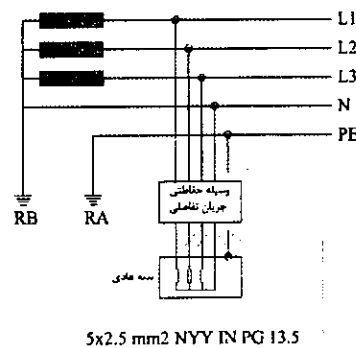 L1
L2
L3
N
PE
RB
RA
وسیله حفاظتی
جریان تفاضلی
بدنه هادی
5x2.5 mm2 NYY IN PG 13.5